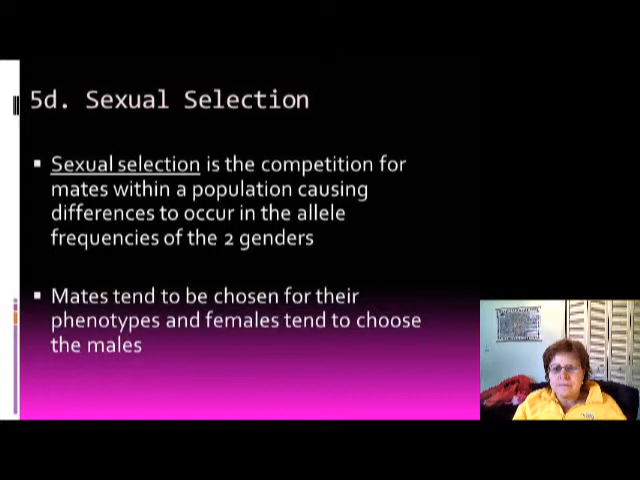 5d. Sexual Selection
▪ Sexual selection is the competition for
mates within a population causing
differences to occur in the allele
frequencies of the 2 genders
▪ Mates tend to be chosen for their
phenotypes and females tend to choose
the males